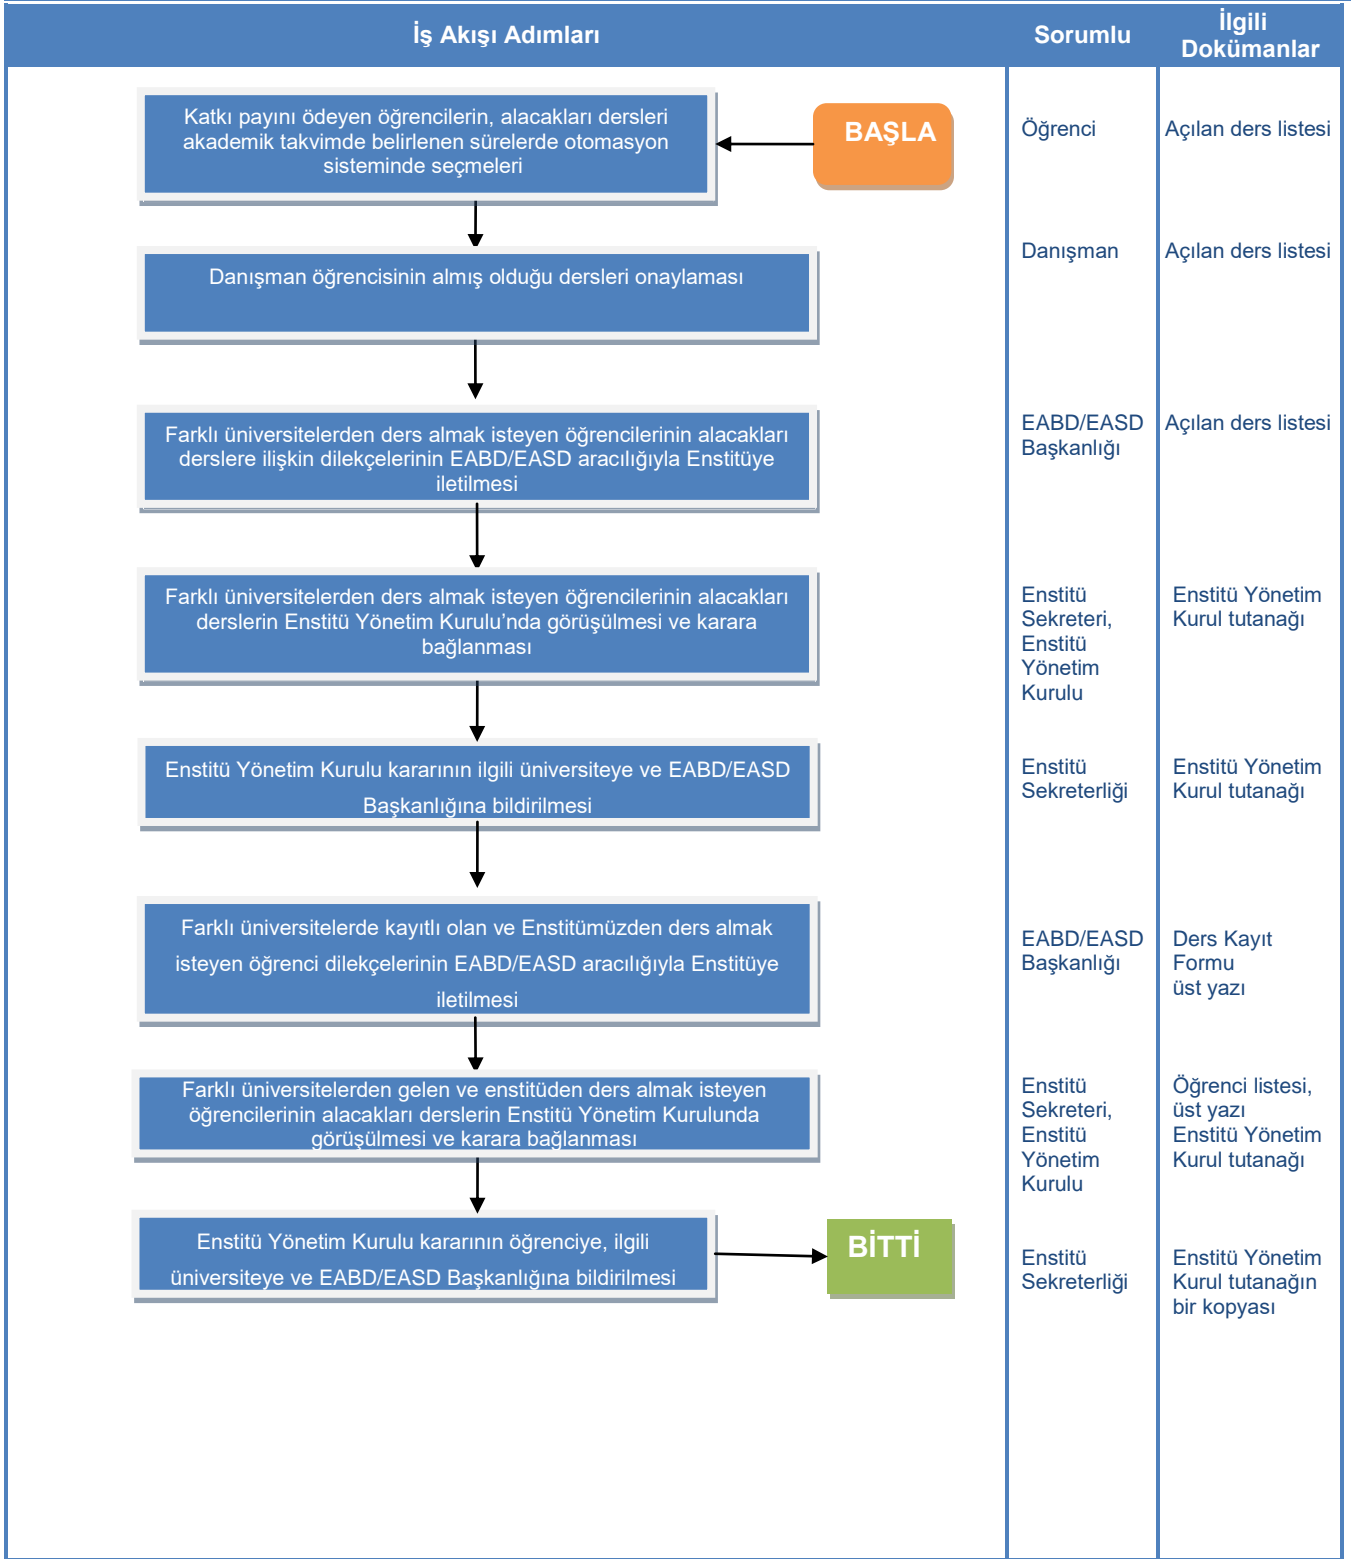 İş Akışı Adımları
Sorumlu
İlgili
Dokümanlar
Katkı payını ödeyen öğrencilerin, alacakları dersleri
akademik takvimde belirlenen sürelerde otomasyon
sisteminde seçmeleri
BAŞLA
Öğrenci
Açılan ders listesi
Danışman öğrencisinin almış olduğu dersleri onaylaması
Danışman
Açılan ders listesi
Farklı üniversitelerden ders almak isteyen öğrencilerinin alacakları
derslere ilişkin dilekçelerinin EABD/EASD aracılığıyla Enstitüye
iletilmesi
EABD/EASD
Başkanlığı
Açılan ders listesi
Farklı üniversitelerden ders almak isteyen öğrencilerinin alacakları
derslerin Enstitü Yönetim Kurulu’nda görüşülmesi ve karara
bağlanması
Enstitü
Sekreteri,
Enstitü
Yönetim
Kurulu
Enstitü Yönetim
Kurul tutanağı
Enstitü Yönetim Kurulu kararının ilgili üniversiteye ve EABD/EASD
Başkanlığına bildirilmesi
Enstitü
Sekreterliği
Enstitü Yönetim
Kurul tutanağı
Farklı üniversitelerde kayıtlı olan ve Enstitümüzden ders almak
isteyen öğrenci dilekçelerinin EABD/EASD aracılığıyla Enstitüye
iletilmesi
EABD/EASD
Başkanlığı
Ders Kayıt
Formu
üst yazı
Farklı üniversitelerden gelen ve enstitüden ders almak isteyen
öğrencilerinin alacakları derslerin Enstitü Yönetim Kurulunda
görüşülmesi ve karara bağlanması
Enstitü
Sekreteri,
Enstitü
Yönetim
Kurulu
Öğrenci listesi,
üst yazı
Enstitü Yönetim
Kurul tutanağı
Enstitü Yönetim Kurulu kararının öğrenciye, ilgili
üniversiteye ve EABD/EASD Başkanlığına bildirilmesi
BİTTİ
Enstitü
Sekreterliği
Enstitü Yönetim
Kurul tutanağın
bir kopyası